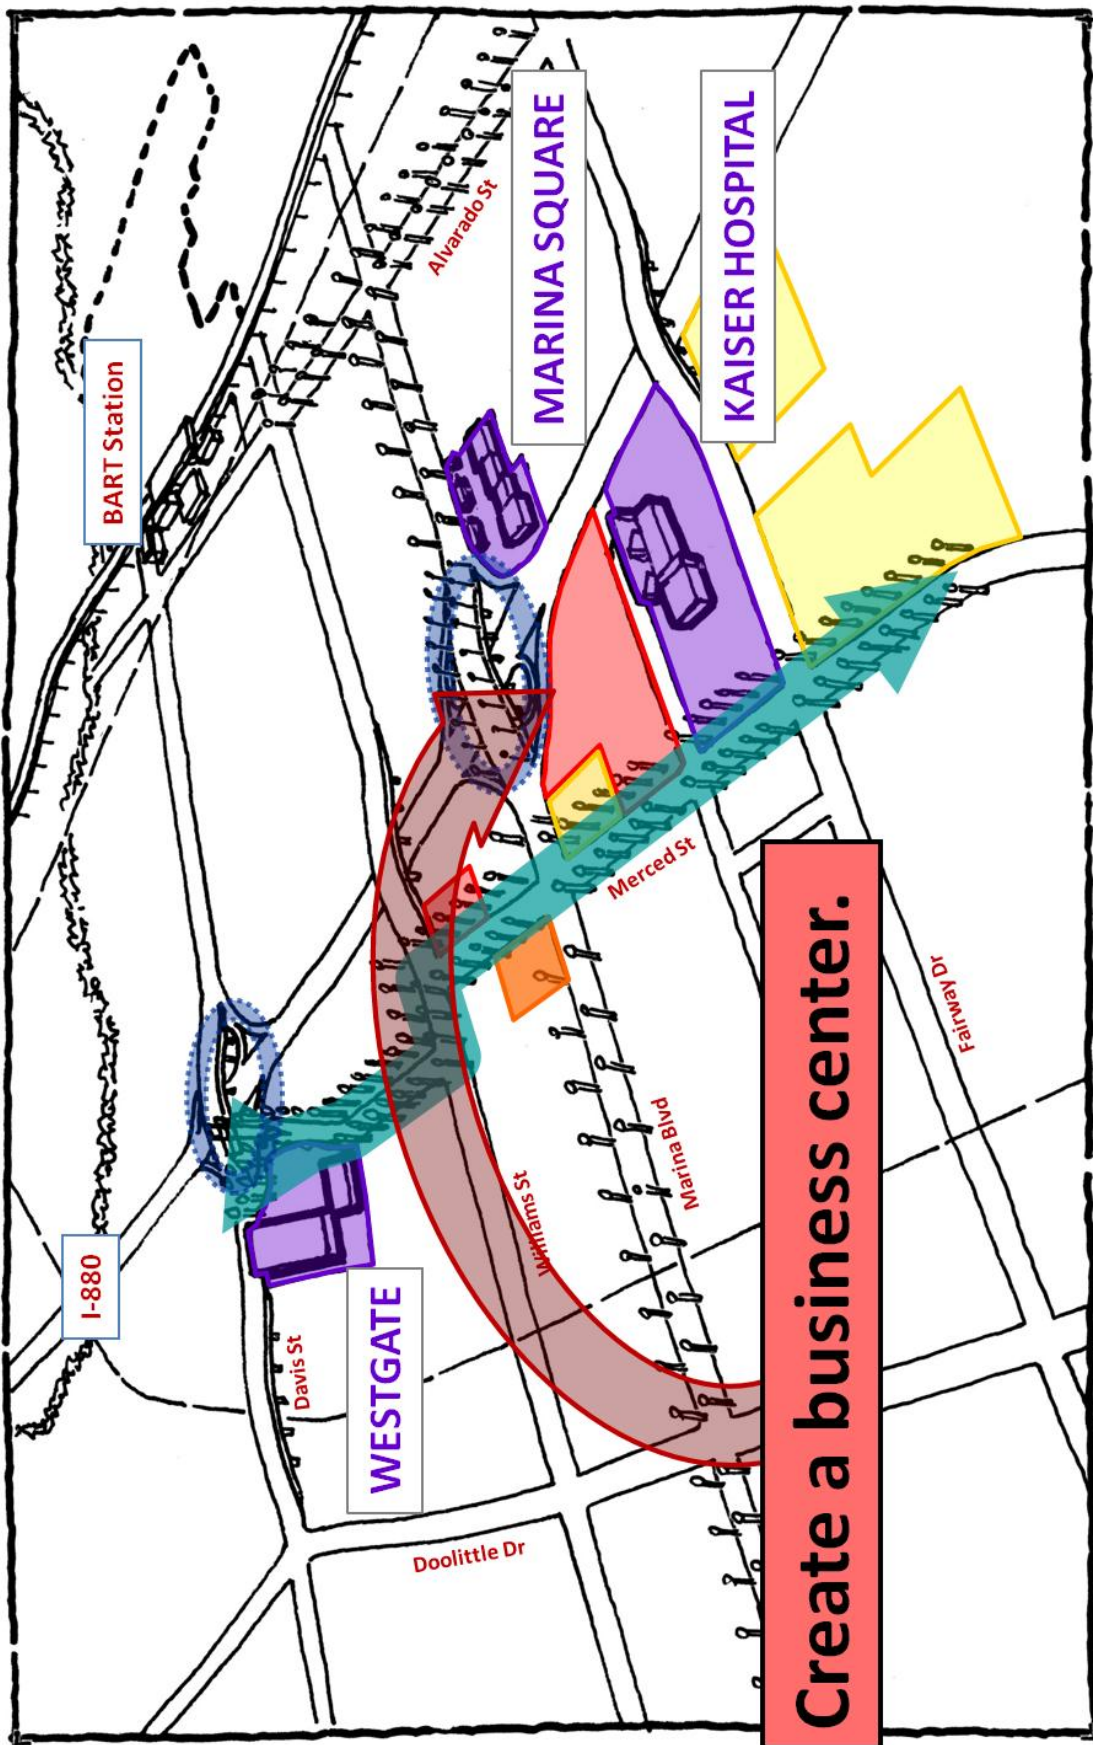 I-880
BART Station
Davis St
WESTGATE
Doolittle Dr
Alvarado St
MARINA SQUARE
Williams St
Marina Blvd
Merced St
KAISER HOSPITAL
Fairway Dr
Create a business center.